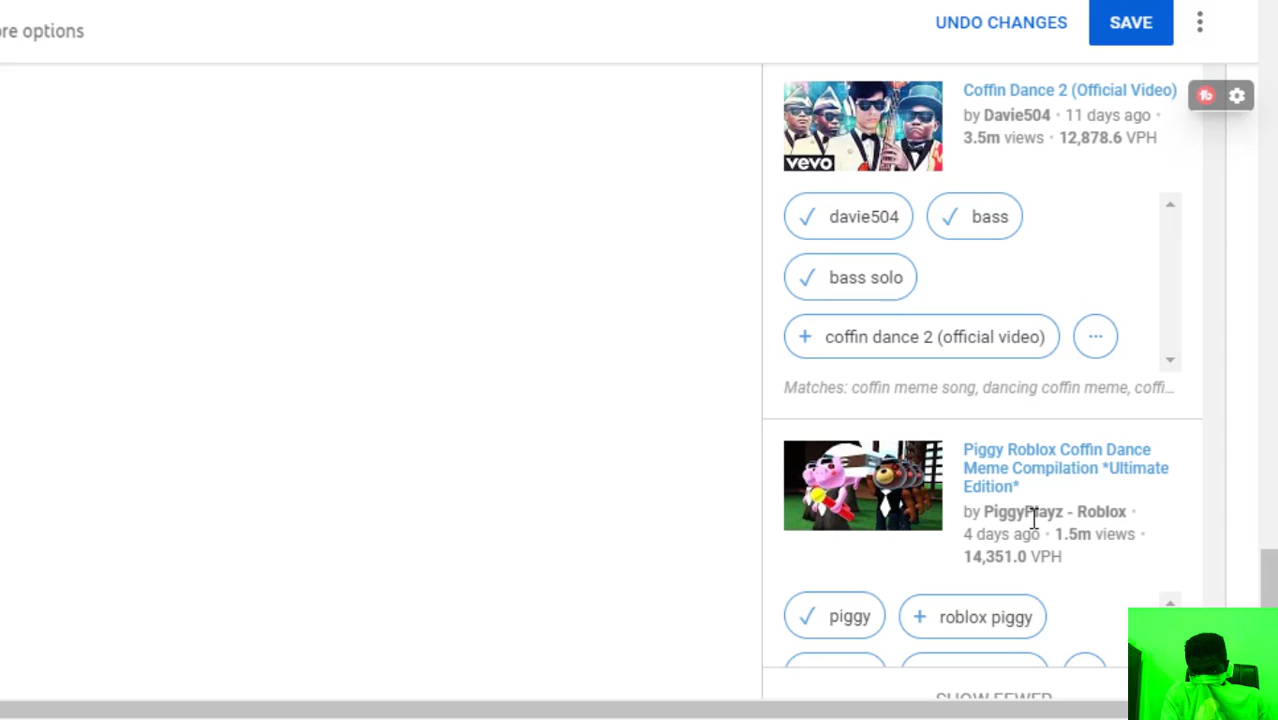 re options
UNDO CHANGES
SAVE
vevo
Coffin Dance 2 (Official Video)
by Davie504 • 11 days ago •
3.5m views • 12,878.6 VPH
✓ davie504
✓ bass
✓ bass solo
+ coffin dance 2 (official video)
...
Matches: coffin meme song, dancing coffin meme, coffi...
Piggy Roblox Coffin Dance
Meme Compilation *Ultimate
Edition*
by PiggyPlayz - Roblox •
4 days ago • 1.5m views •
14,351.0 VPH
✓ piggy
+ roblox piggy
SHOW FEWER